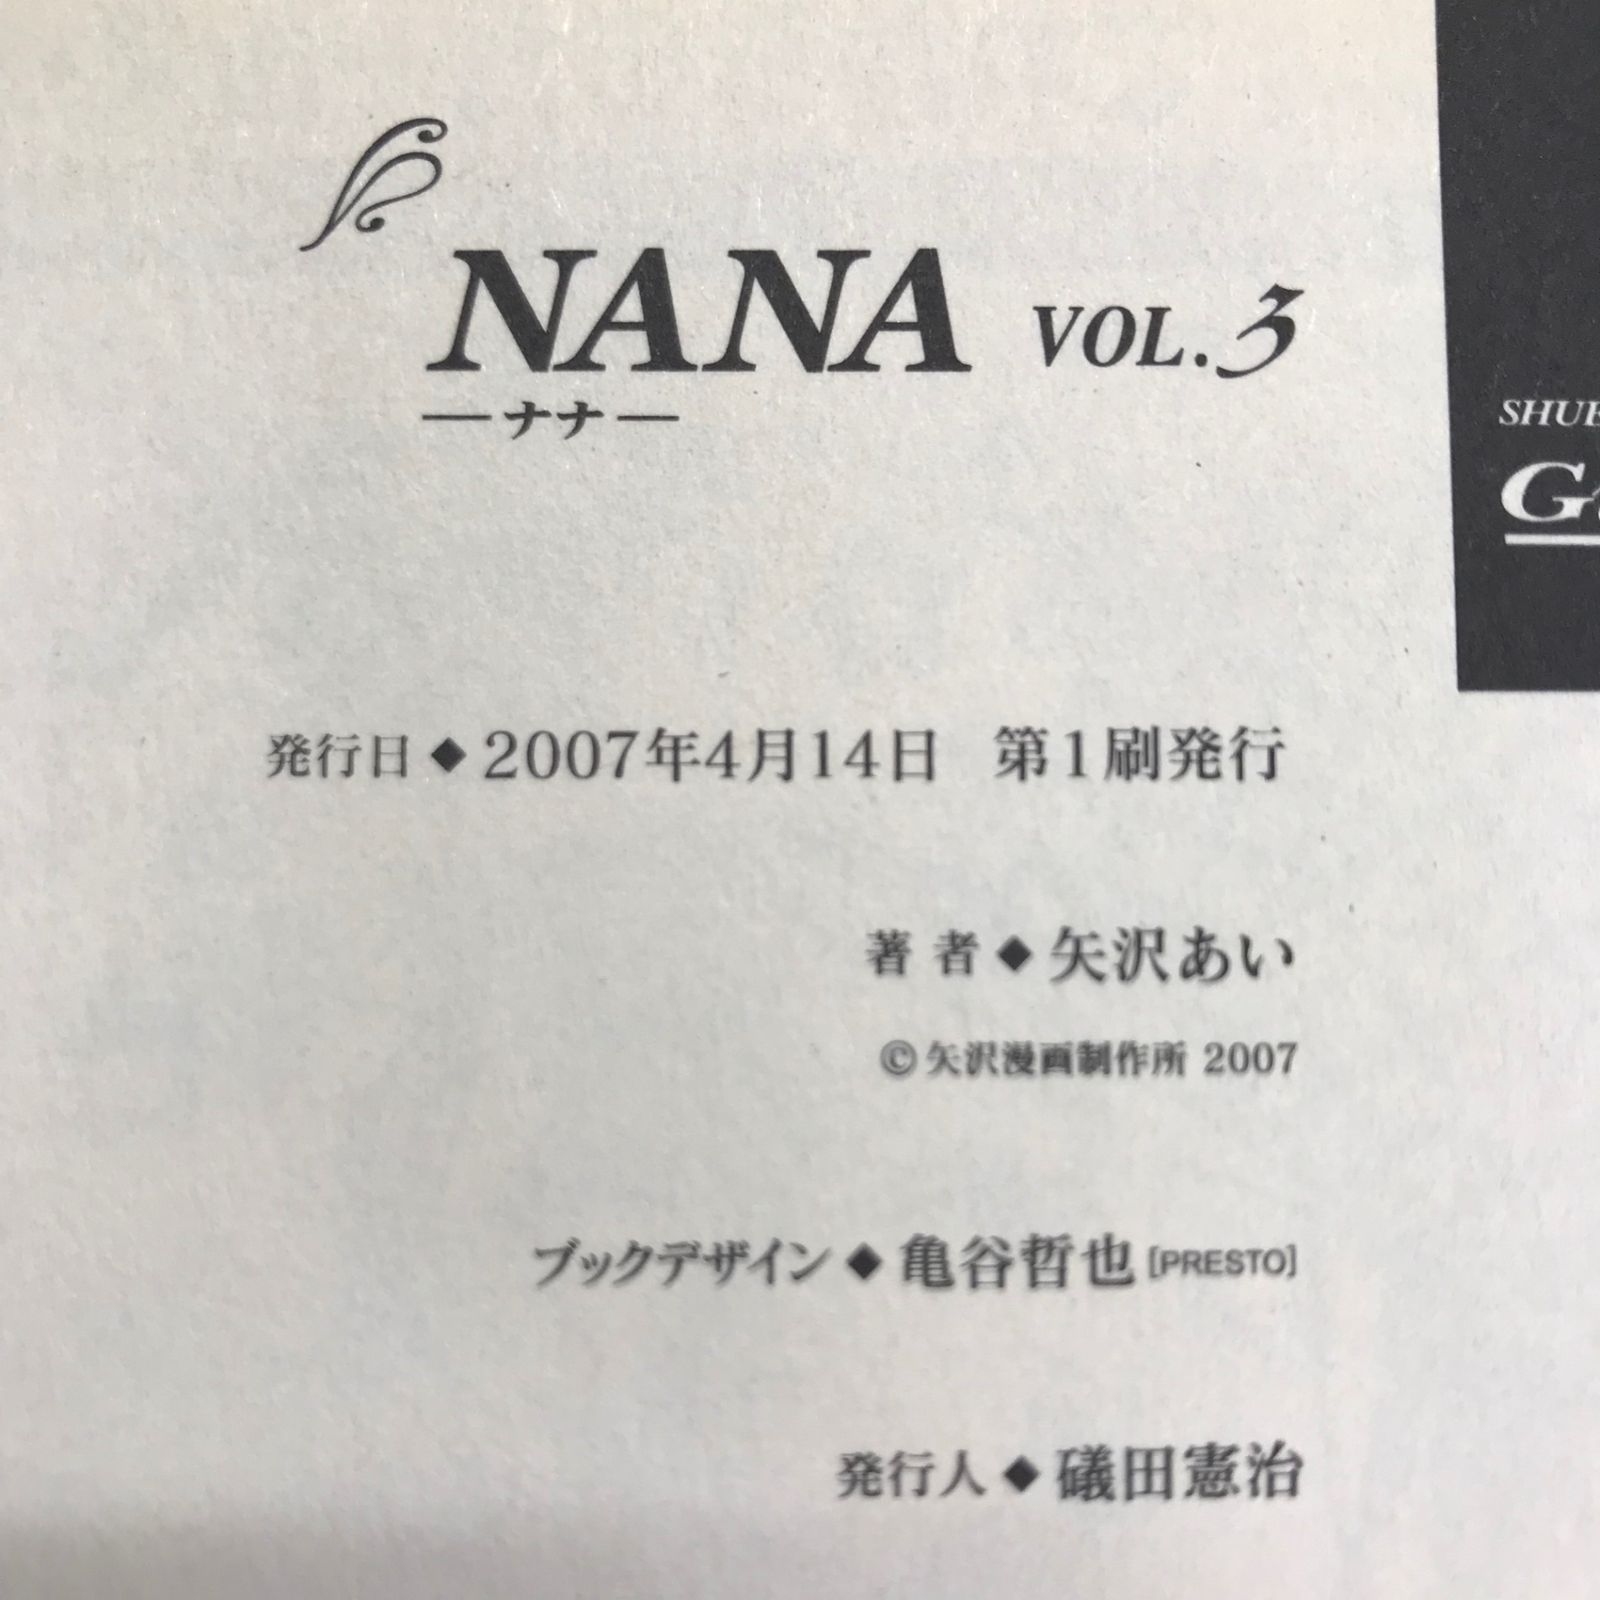 NANA VOL.3
—ナナ—
SHUE
G
発行日◆2007年4月14日 第1刷発行
著 者◆矢沢あい
©矢沢漫画制作所 2007
ブックデザイン◆亀谷哲也[PRESTO]
発行人◆礒田憲治